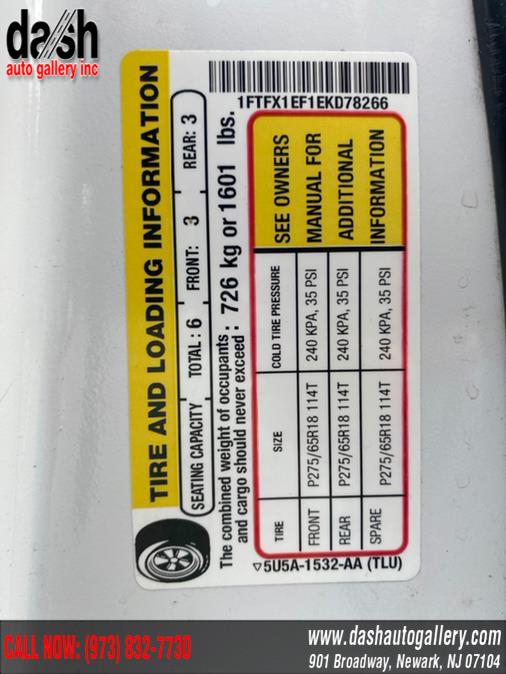 dash
auto gallery inc
1FTFX1EF1EKD78266
TIRE AND LOADING INFORMATION
SEATING CAPACITY TOTAL : 6 FRONT: 3 REAR: 3
The combined weight of occupants
and cargo should never exceed : 726 kg or 1601 lbs.
TIRE SIZE COLD TIRE PRESSURE SEE OWNERS
FRONT P275/65R18 114T 240 KPA, 35 PSI MANUAL FOR
REAR P275/65R18 114T 240 KPA, 35 PSI ADDITIONAL
SPARE P275/65R18 114T 240 KPA, 35 PSI INFORMATION
▽5U5A-1532-AA (TLU)
CALL NOW: (973) 832-7730
www.dashautogallery.com
901 Broadway, Newark, NJ 07104